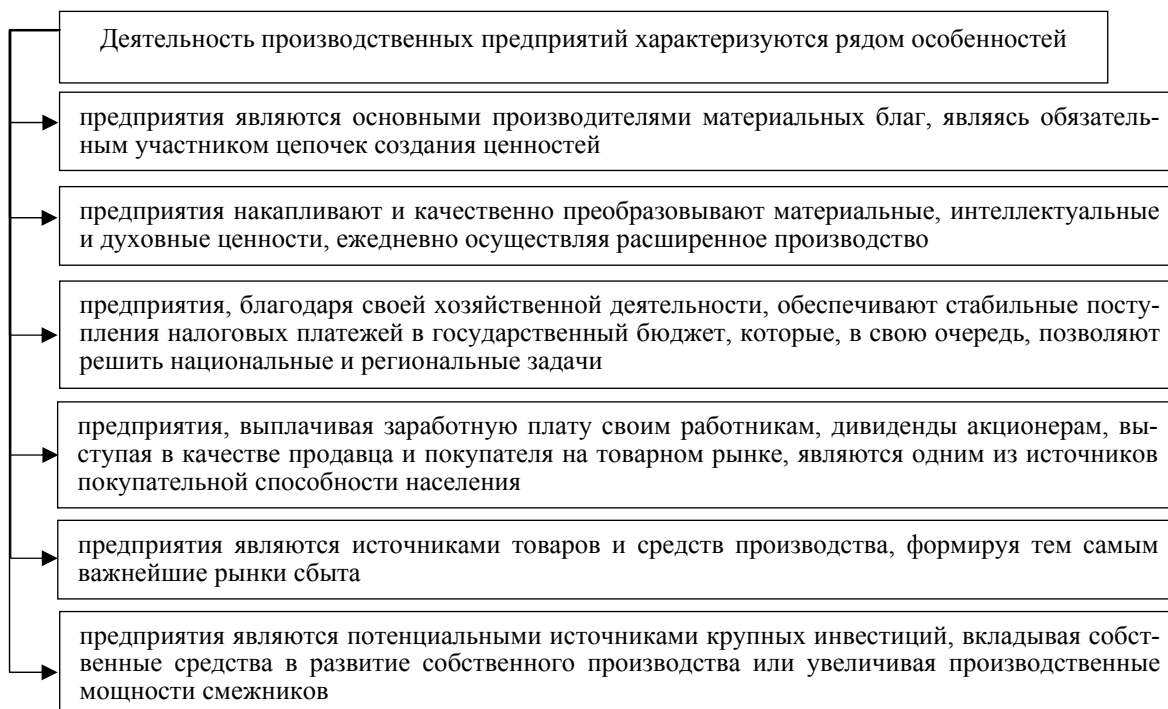 Деятельность производственных предприятий характеризуются рядом особенностей
предприятия являются основными производителями материальных благ, являясь обязатель-
ным участником цепочек создания ценностей
предприятия накапливают и качественно преобразовывают материальные, интеллектуальные
и духовные ценности, ежедневно осуществляя расширенное производство
предприятия, благодаря своей хозяйственной деятельности, обеспечивают стабильные посту-
пления налоговых платежей в государственный бюджет, которые, в свою очередь, позволяют
решить национальные и региональные задачи
предприятия, выплачивая заработную плату своим работникам, дивиденды акционерам, вы-
ступая в качестве продавца и покупателя на товарном рынке, являются одним из источников
покупательной способности населения
предприятия являются источниками товаров и средств производства, формируя тем самым
важнейшие рынки сбыта
предприятия являются потенциальными источниками крупных инвестиций, вкладывая собст-
венные средства в развитие собственного производства или увеличивая производственные
мощности смежников